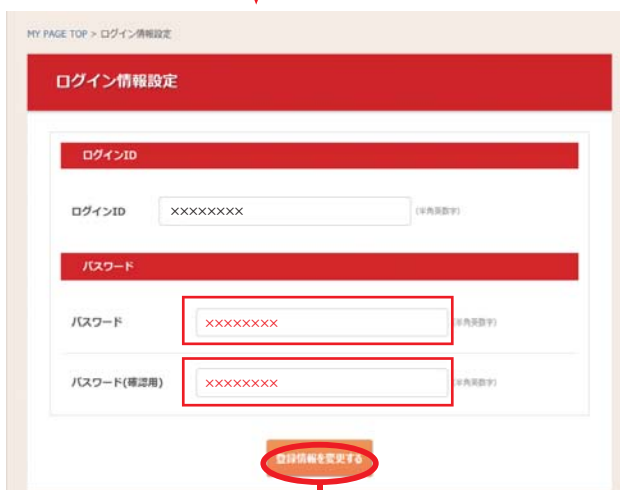 MY PAGE TOP > ログイン情報設定
ログイン情報設定
ログインID
ログインID ×××××××× (半角英数字)
パスワード
パスワード ×××××××× (半角英数字)
パスワード(確認用) ×××××××× (半角英数字)
登録情報を変更する